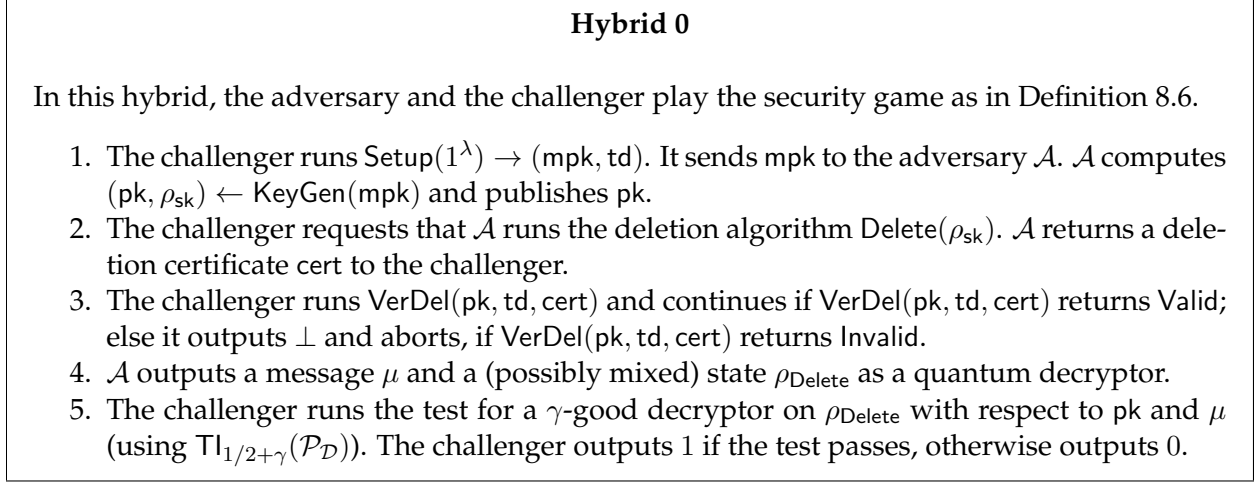 Hybrid 0
In this hybrid, the adversary and the challenger play the security game as in Definition 8.6.
1. The challenger runs Setup(1^λ) → (mpk, td). It sends mpk to the adversary 𝒜. 𝒜 computes
(pk, ρ_sk) ← KeyGen(mpk) and publishes pk.
2. The challenger requests that 𝒜 runs the deletion algorithm Delete(ρ_sk). 𝒜 returns a dele-
tion certificate cert to the challenger.
3. The challenger runs VerDel(pk, td, cert) and continues if VerDel(pk, td, cert) returns Valid;
else it outputs ⊥ and aborts, if VerDel(pk, td, cert) returns Invalid.
4. 𝒜 outputs a message μ and a (possibly mixed) state ρ_Delete as a quantum decryptor.
5. The challenger runs the test for a γ-good decryptor on ρ_Delete with respect to pk and μ
(using TI_{1/2+γ}(𝒫_𝒟)). The challenger outputs 1 if the test passes, otherwise outputs 0.